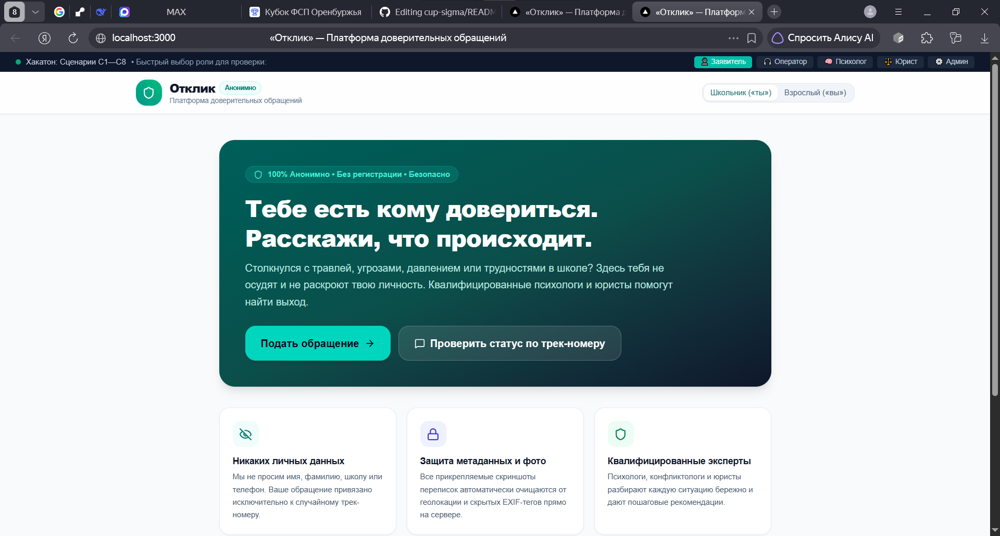 8
MAX
Кубок ФСП Оренбуржья
Editing cup-sigma/READM
«Отклик» — Платформа д
«Отклик» — Платформ
localhost:3000
«Отклик» — Платформа доверительных обращений
Спросить Алису AI
Хакатон: Сценарии С1—С8 • Быстрый выбор роли для проверки:
Заявитель
Оператор
Психолог
Юрист
Админ
Отклик
Анонимно
Платформа доверительных обращений
Школьник («ты»)
Взрослый («вы»)
100% Анонимно • Без регистрации • Безопасно
Тебе есть кому довериться.
Расскажи, что происходит.
Столкнулся с травлей, угрозами, давлением или трудностями в школе? Здесь тебя не
осудят и не раскроют твою личность. Квалифицированные психологи и юристы помогут
найти выход.
Подать обращение →
Проверить статус по трек-номеру
Никаких личных данных
Мы не просим имя, фамилию, школу или
телефон. Ваше обращение привязано
исключительно к случайному трек-
номеру.
Защита метаданных и фото
Все прикрепляемые скриншоты
переписок автоматически очищаются от
геолокации и скрытых EXIF-тегов прямо
на сервере.
Квалифицированные эксперты
Психологи, конфликтологи и юристы
разбирают каждую ситуацию бережно и
дают пошаговые рекомендации.